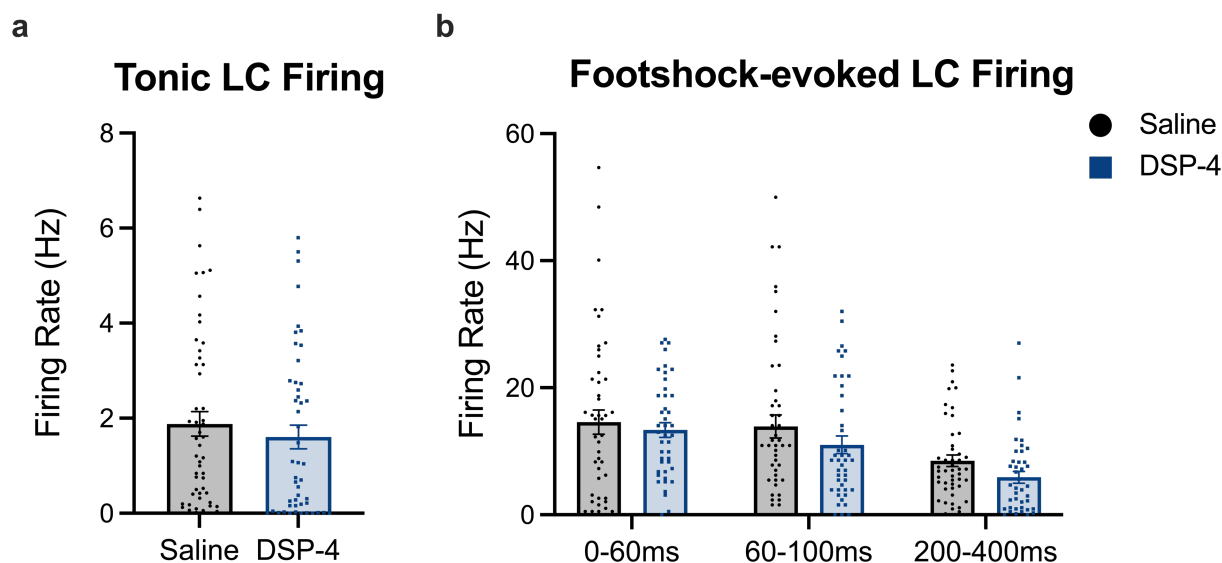 a
Tonic LC Firing
Firing Rate (Hz)
8
6
4
2
0
Saline DSP-4
b
Footshock-evoked LC Firing
Saline
DSP-4
Firing Rate (Hz)
60
40
20
0
0-60ms 60-100ms 200-400ms